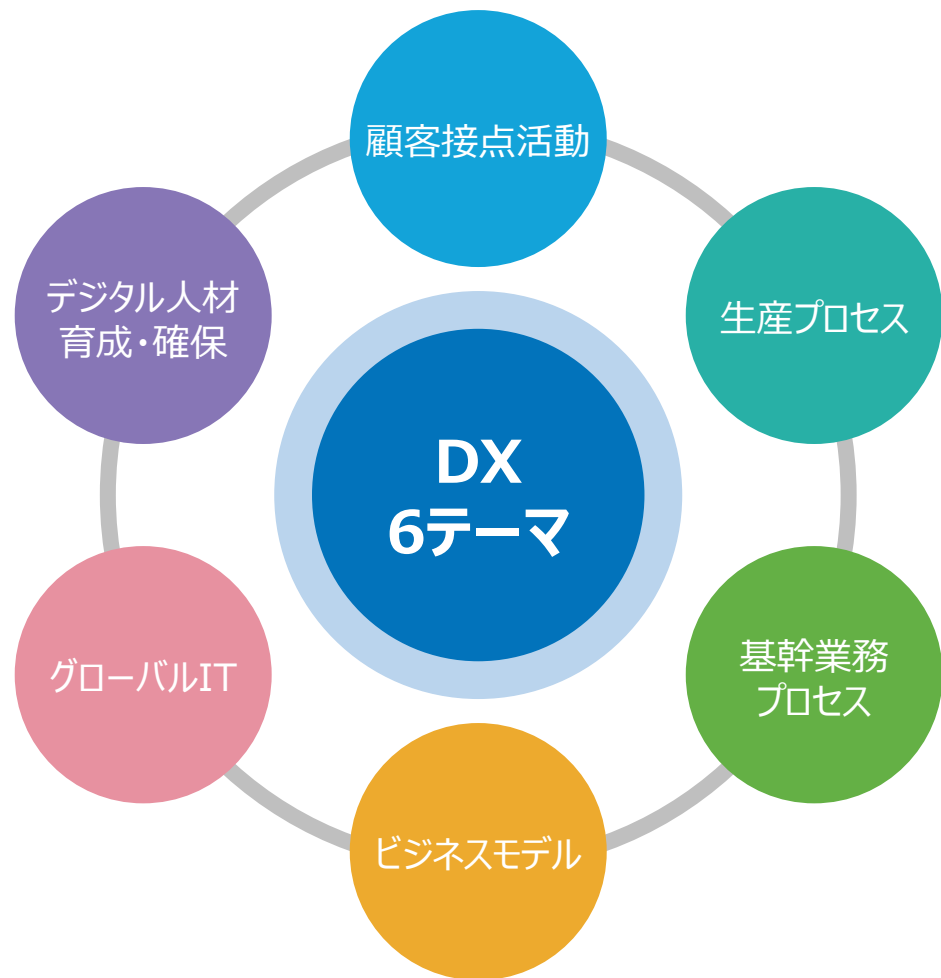 顧客接点活動
生産プロセス
基幹業務
プロセス
ビジネスモデル
グローバルIT
デジタル人材
育成・確保
DX
6テーマ